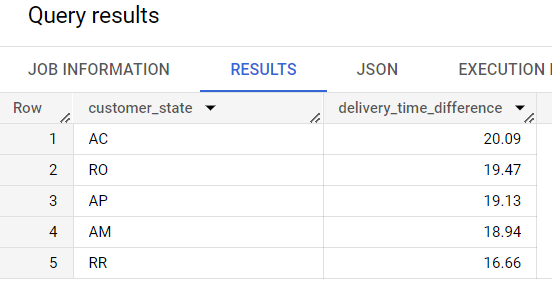 Query results
JOB INFORMATION RESULTS JSON EXECUTION
Row customer_state delivery_time_difference
1 AC 20.09
2 RO 19.47
3 AP 19.13
4 AM 18.94
5 RR 16.66